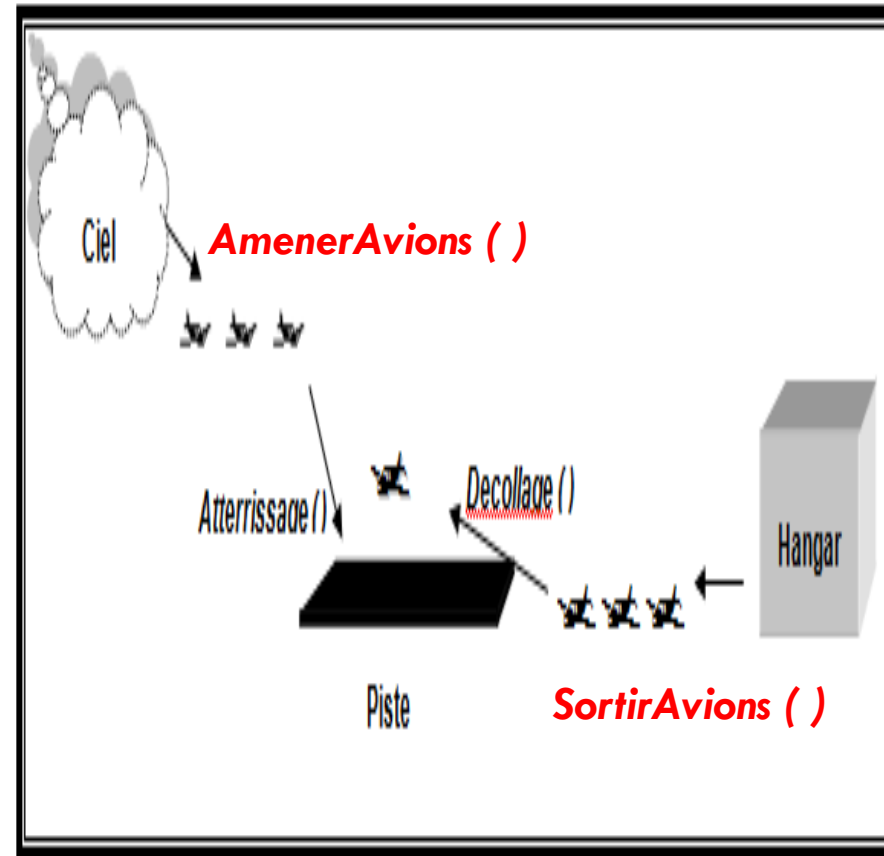 Ciel
AmenerAvions ( )
Atterrissage ( )
Decollage ( )
Hangar
Piste
SortirAvions ( )